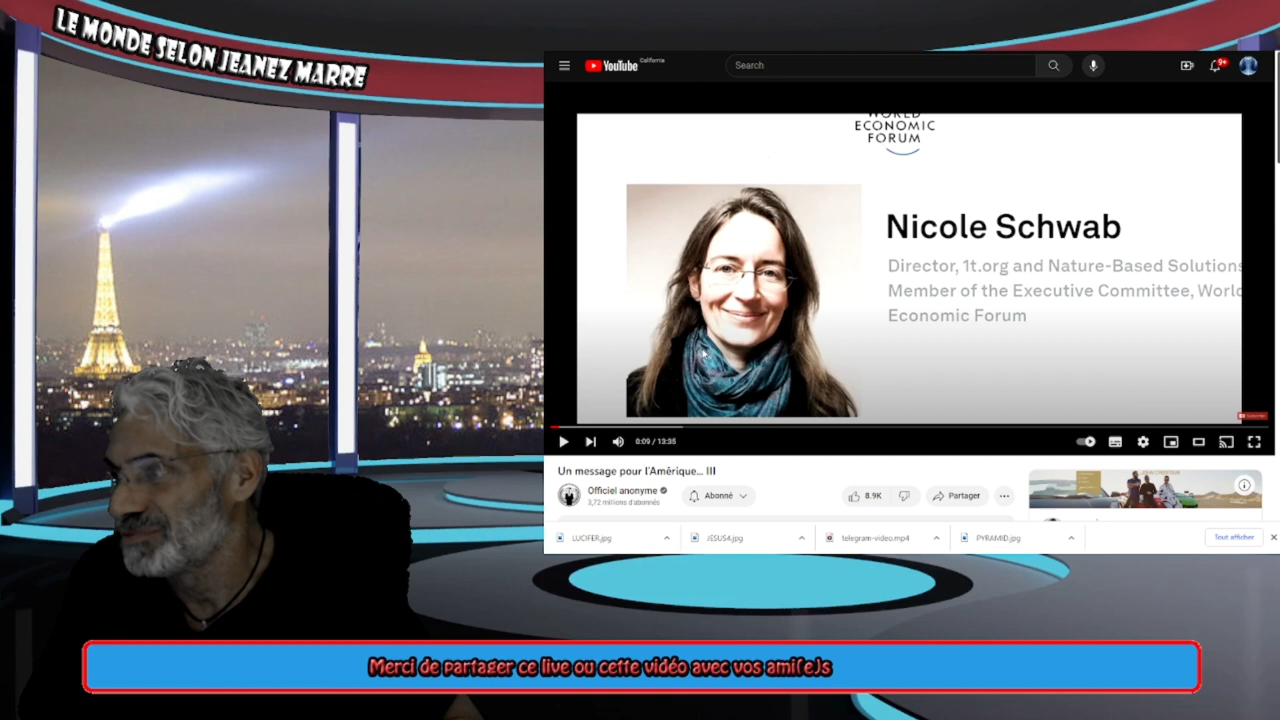 LE MONDE SELON JEANEZ MARRE
YouTube
California
Search
9+
WORLD
ECONOMIC
FORUM
Nicole Schwab
Director, 1t.org and Nature-Based Solutions
Member of the Executive Committee, World
Economic Forum
0:09 / 13:35
Un message pour l'Amérique... III
Officiel anonyme
3,72 millions d'abonnés
Abonné
8.9K
Partager
LUCIFER.jpg
JESUS4.jpg
telegram-video.mp4
PYRAMID.jpg
Tout afficher
Merci de partager ce live ou cette vidéo avec vos ami(e)s